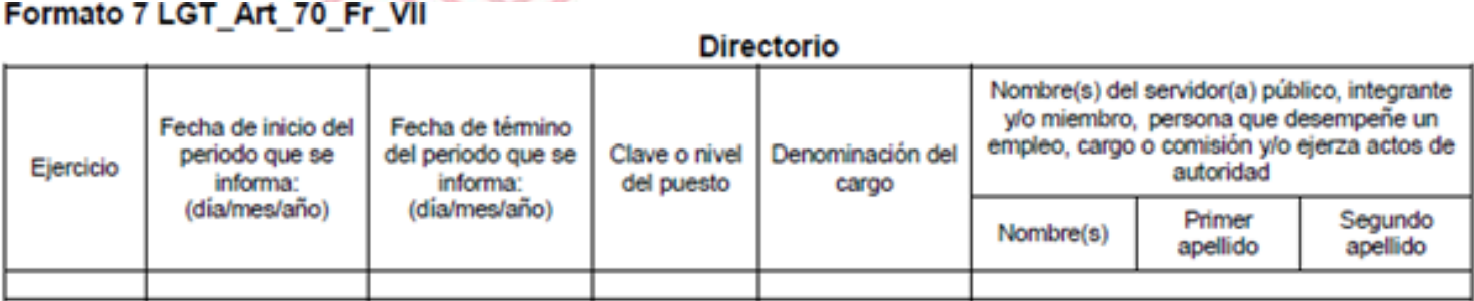 Formato 7 LGT_Art_70_Fr_VII
Directorio
Ejercicio
Fecha de inicio del
periodo que se
informa:
(día/mes/año)
Fecha de término
del periodo que se
informa:
(día/mes/año)
Clave o nivel
del puesto
Denominación del
cargo
Nombre(s) del servidor(a) público, integrante
y/o miembro, persona que desempeñe un
empleo, cargo o comisión y/o ejerza actos de
autoridad
Nombre(s)
Primer
apellido
Segundo
apellido